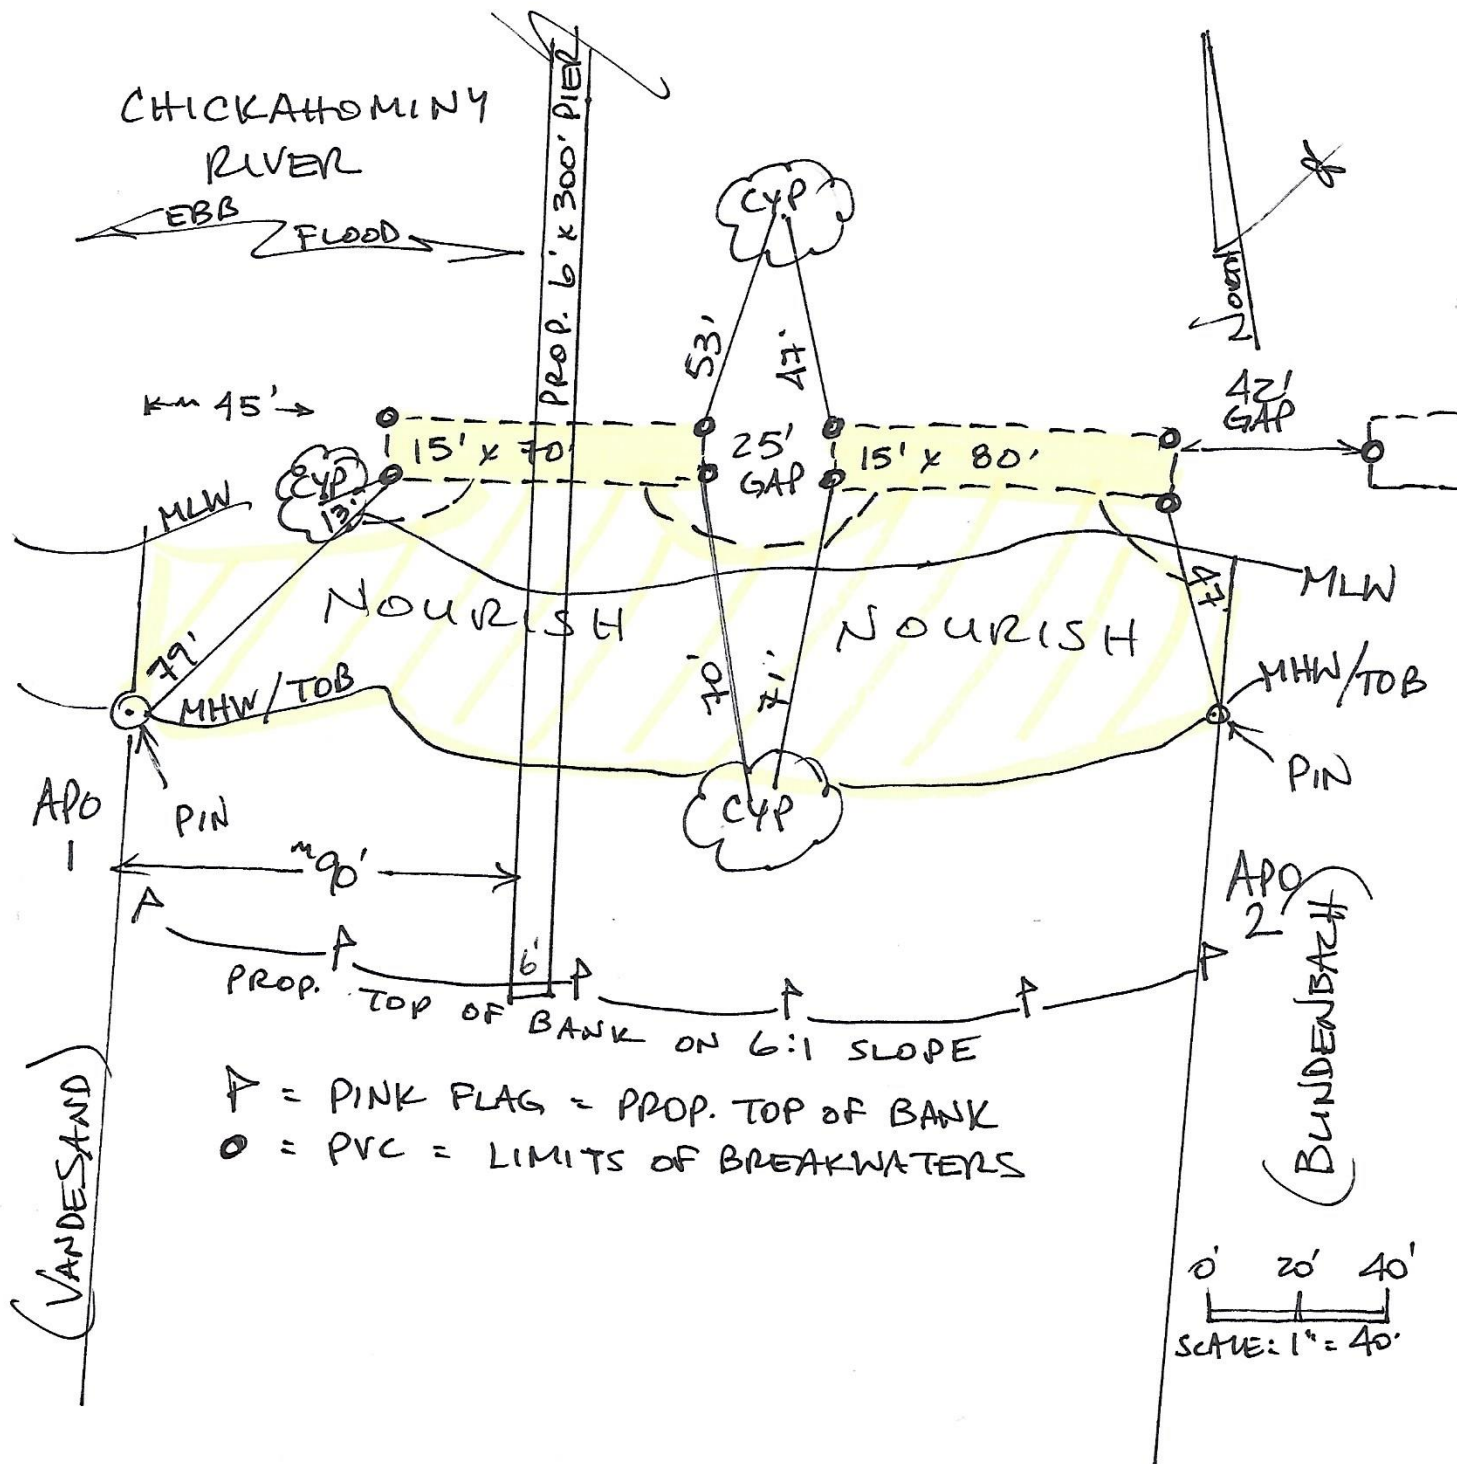 CHICKAHOMINY
RIVER
EBB
FLOOD
PROP. 6' x 300' PIER
CYP
NORTH
53'
47'
45'
42'
GAP
15' x 70'
25'
GAP
15' x 80'
CYP
13'
MLW
MLW
NOURISH
NOURISH
47'
79'
70'
71'
MHW/TOB
MHW/TOB
PIN
PIN
CYP
APO
1
~90'
APO
2
6'
PROP. TOP OF BANK ON 6:1 SLOPE
P = PINK FLAG = PROP. TOP OF BANK
o = PVC = LIMITS OF BREAKWATERS
(VANDESAND)
(BLINDENBACH)
0' 20' 40'
SCALE: 1" = 40'